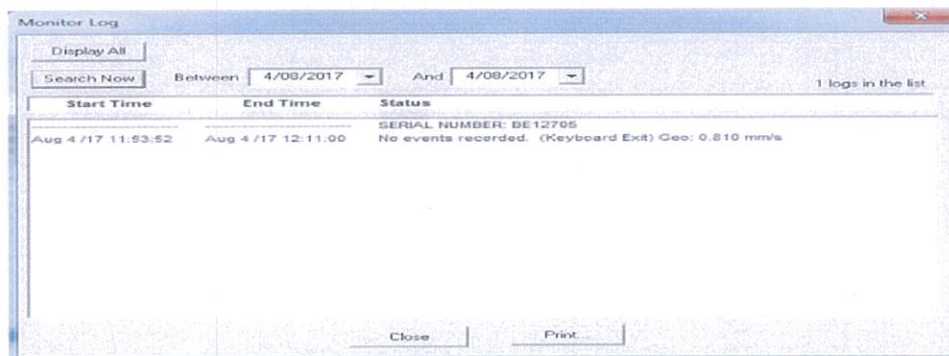 Monitor Log
Display All
Search Now Between 4/08/2017 And 4/08/2017 1 logs in the list
Start Time End Time Status
SERIAL NUMBER: BE12705
Aug 4 /17 11:53:52 Aug 4 /17 12:11:00 No events recorded. (Keyboard Exit) Geo: 0.810 mm/s
Close Print...